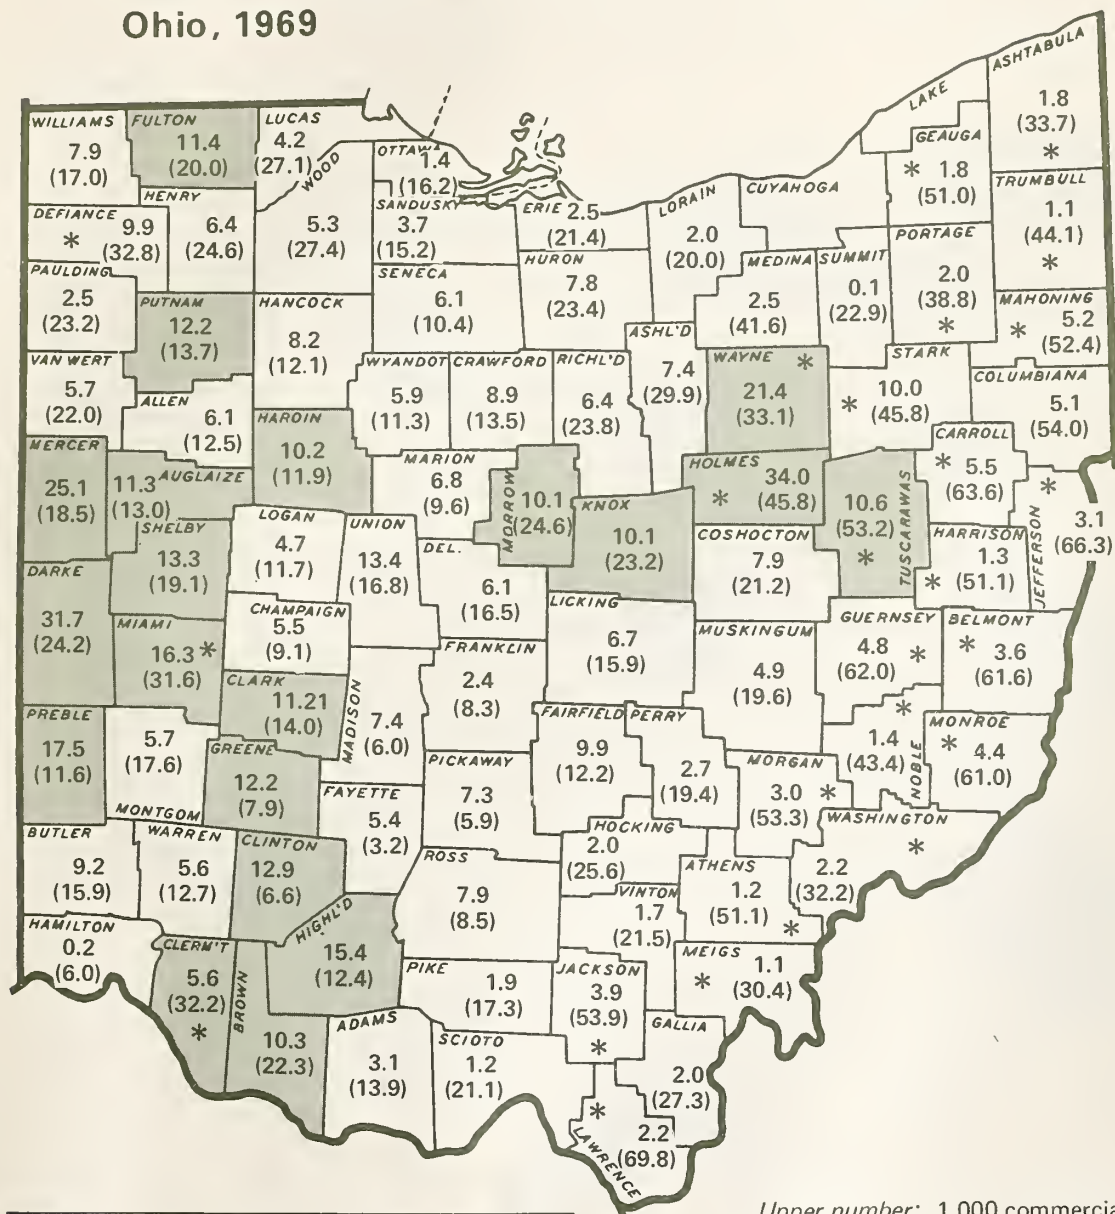 Ohio, 1969
WILLIAMS
7.9
(17.0)
FULTON
11.4
(20.0)
LUCAS
4.2
(27.1)
WOOD
5.3
(27.4)
OTTAWA
1.4
(16.2)
SANDUSKY
3.7
(15.2)
ERIE 2.5
(21.4)
LORAIN
2.0
(20.0)
CUYAHOGA
LAKE
GEAUGA
* 1.8
(51.0)
ASHTABULA
1.8
(33.7)
*
TRUMBULL
1.1
(44.1)
*
DEFIANCE
* 9.9
(32.8)
HENRY
6.4
(24.6)
PAULDING
2.5
(23.2)
PUTNAM
12.2
(13.7)
HANCOCK
8.2
(12.1)
SENECA
6.1
(10.4)
HURON
7.8
(23.4)
MEDINA
2.5
(41.6)
SUMMIT
0.1
(22.9)
PORTAGE
2.0
(38.8)
*
MAHONING
* 5.2
(52.4)
VAN WERT
5.7
(22.0)
ALLEN
6.1
(12.5)
HARDIN
10.2
(11.9)
WYANDOT
5.9
(11.3)
CRAWFORD
8.9
(13.5)
RICHL'D
6.4
(23.8)
ASHL'D
7.4
(29.9)
WAYNE *
21.4
(33.1)
STARK
* 10.0
(45.8)
COLUMBIANA
5.1
(54.0)
MERCER
25.1
(18.5)
AUGLAIZE
11.3
(13.0)
MARION
6.8
(9.6)
MORROW
10.1
(24.6)
KNOX
10.1
(23.2)
HOLMES
34.0
* (45.8)
TUSCARAWAS
10.6
(53.2)
*
CARROLL
* 5.5
(63.6)
JEFFERSON
*
3.1
(66.3)
SHELBY
13.3
(19.1)
LOGAN
4.7
(11.7)
UNION
13.4
(16.8)
DEL.
6.1
(16.5)
COSHOCTON
7.9
(21.2)
HARRISON
1.3
* (51.1)
DARKE
31.7
(24.2)
MIAMI
16.3 *
(31.6)
CHAMPAIGN
5.5
(9.1)
LICKING
6.7
(15.9)
MUSKINGUM
4.9
(19.6)
GUERNSEY
4.8 *
(62.0)
BELMONT
* 3.6
(61.6)
CLARK
11.21
(14.0)
MADISON
7.4
(6.0)
FRANKLIN
2.4
(8.3)
FAIRFIELD
9.9
(12.2)
PERRY
2.7
(19.4)
NOBLE
*
1.4
(43.4)
MONROE
* 4.4
(61.0)
PREBLE
17.5
(11.6)
MONTGOM
5.7
(17.6)
GREENE
12.2
(7.9)
FAYETTE
5.4
(3.2)
PICKAWAY
7.3
(5.9)
MORGAN
3.0 *
(53.3)
WASHINGTON
*
2.2
(32.2)
BUTLER
9.2
(15.9)
WARREN
5.6
(12.7)
CLINTON
12.9
(6.6)
ROSS
7.9
(8.5)
HOCKING
2.0
(25.6)
ATHENS
1.2
(51.1)
*
HAMILTON
0.2
(6.0)
CLERM'T
5.6
(32.2)
*
BROWN
10.3
(22.3)
HIGHL'D
15.4
(12.4)
VINTON
1.7
(21.5)
MEIGS
* 1.1
(30.4)
PIKE
1.9
(17.3)
JACKSON
3.9
(53.9)
*
GALLIA
2.0
(27.3)
ADAMS
3.1
(13.9)
SCIOTO
1.2
(21.1)
LAWRENCE
*
2.2
(69.8)
Upper number: 1,000 commercial